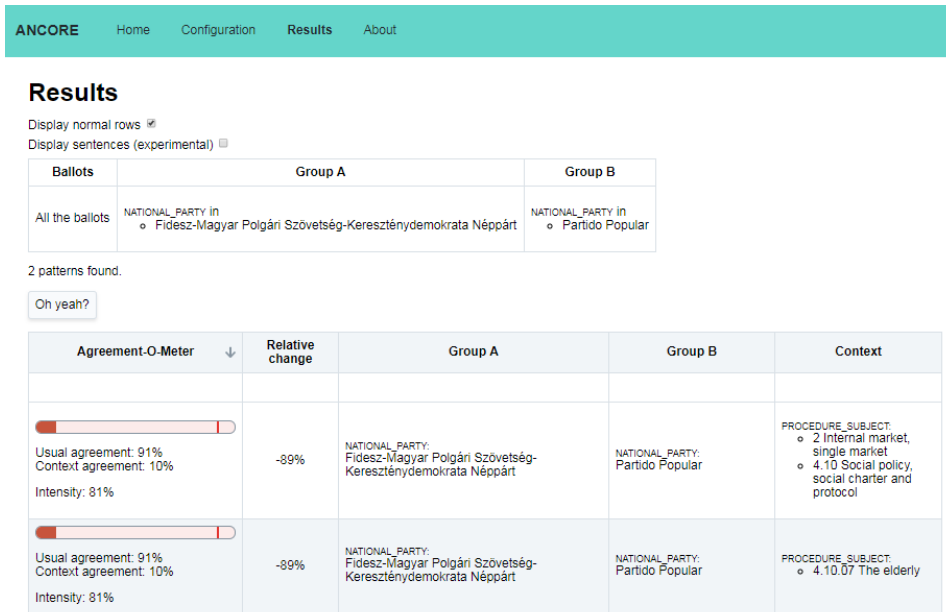 ANCORE Home Configuration Results About
Results
Display normal rows
Display sentences (experimental)
Ballots Group A Group B
All the ballots
NATIONAL_PARTY in
Fidesz-Magyar Polgári Szövetség-Kereszténydemokrata Néppárt
NATIONAL_PARTY in
Partido Popular
2 patterns found.
Oh yeah?
Agreement-O-Meter
Relative
change
Group A
Group B
Context
Usual agreement: 91%
Context agreement: 10%
Intensity: 81%
-89%
NATIONAL_PARTY:
Fidesz-Magyar Polgári Szövetség-
Kereszténydemokrata Néppárt
NATIONAL_PARTY:
Partido Popular
PROCEDURE_SUBJECT:
2 Internal market,
single market
4.10 Social policy,
social charter and
protocol
Usual agreement: 91%
Context agreement: 10%
Intensity: 81%
-89%
NATIONAL_PARTY:
Fidesz-Magyar Polgári Szövetség-
Kereszténydemokrata Néppárt
NATIONAL_PARTY:
Partido Popular
PROCEDURE_SUBJECT:
4.10.07 The elderly